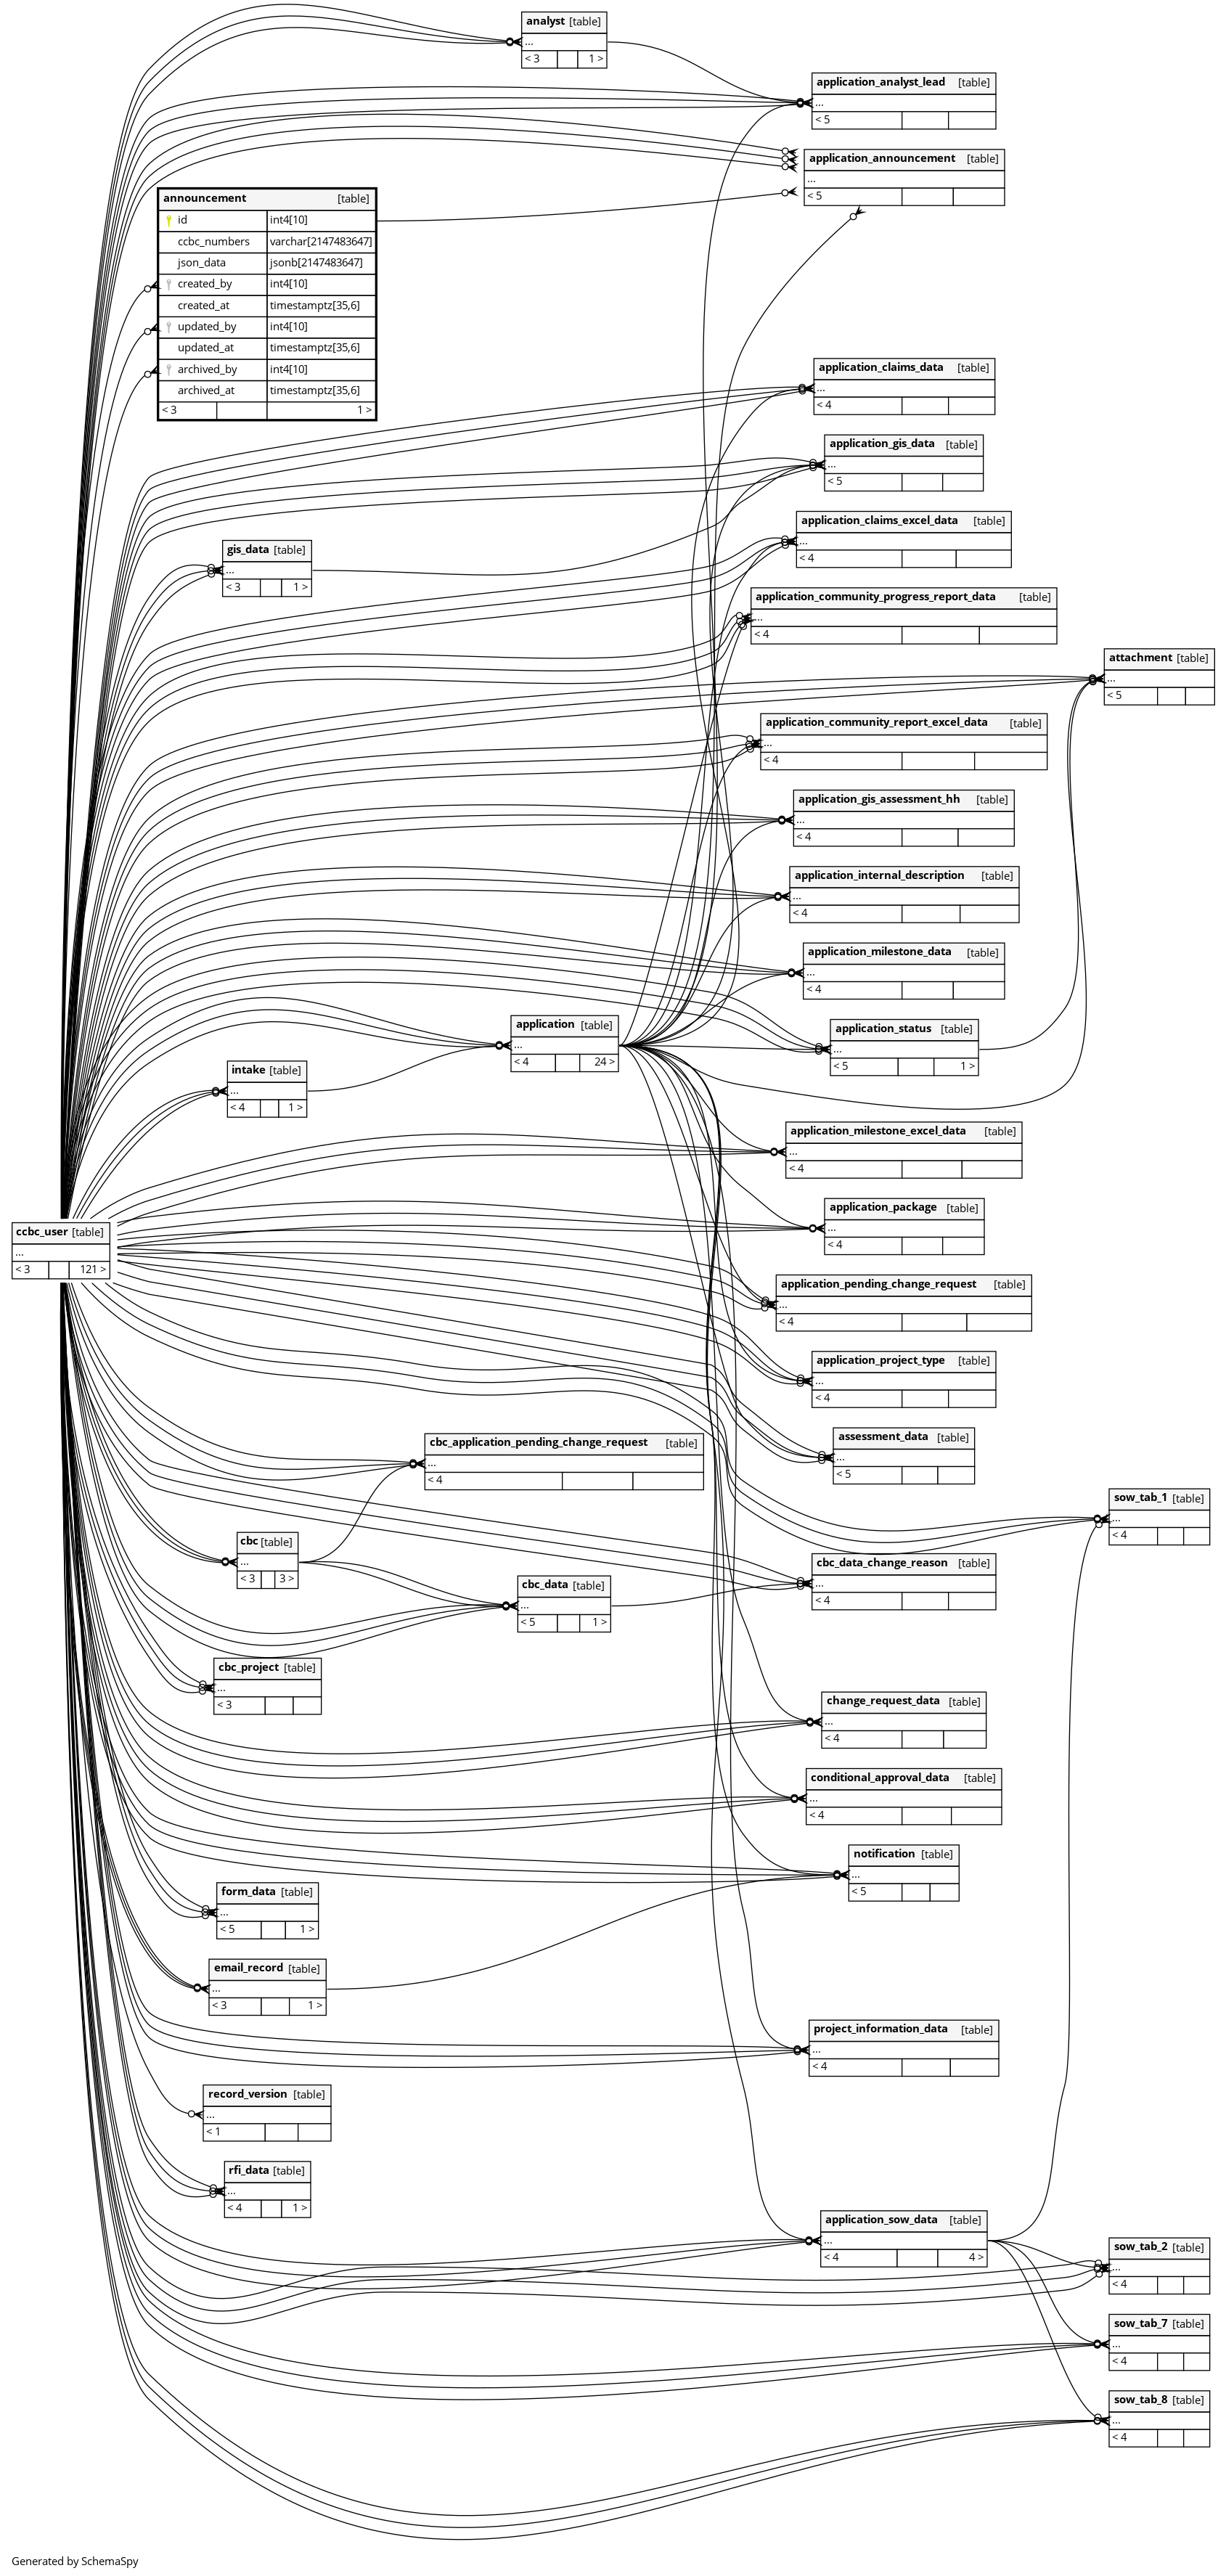 analyst [table]
...
< 3 1 >
application_analyst_lead [table]
...
< 5
application_announcement [table]
...
< 5
announcement [table]
id int4[10]
ccbc_numbers varchar[2147483647]
json_data jsonb[2147483647]
created_by int4[10]
created_at timestamptz[35,6]
updated_by int4[10]
updated_at timestamptz[35,6]
archived_by int4[10]
archived_at timestamptz[35,6]
< 3 1 >
application_claims_data [table]
...
< 4
application_gis_data [table]
...
< 5
application_claims_excel_data [table]
...
< 4
gis_data [table]
...
< 3 1 >
application_community_progress_report_data [table]
...
< 4
attachment [table]
...
< 5
application_community_report_excel_data [table]
...
< 4
application_gis_assessment_hh [table]
...
< 4
application_internal_description [table]
...
< 4
application_milestone_data [table]
...
< 4
application [table]
...
< 4 24 >
application_status [table]
...
< 5 1 >
intake [table]
...
< 4 1 >
application_milestone_excel_data [table]
...
< 4
application_package [table]
...
< 4
ccbc_user [table]
...
< 3 121 >
application_pending_change_request [table]
...
< 4
application_project_type [table]
...
< 4
assessment_data [table]
...
< 5
cbc_application_pending_change_request [table]
...
< 4
sow_tab_1 [table]
...
< 4
cbc [table]
...
< 3 3 >
cbc_data_change_reason [table]
...
< 4
cbc_data [table]
...
< 5 1 >
cbc_project [table]
...
< 3
change_request_data [table]
...
< 4
conditional_approval_data [table]
...
< 4
notification [table]
...
< 5
form_data [table]
...
< 5 1 >
email_record [table]
...
< 3 1 >
project_information_data [table]
...
< 4
record_version [table]
...
< 1
rfi_data [table]
...
< 4 1 >
application_sow_data [table]
...
< 4 4 >
sow_tab_2 [table]
...
< 4
sow_tab_7 [table]
...
< 4
sow_tab_8 [table]
...
< 4
Generated by SchemaSpy